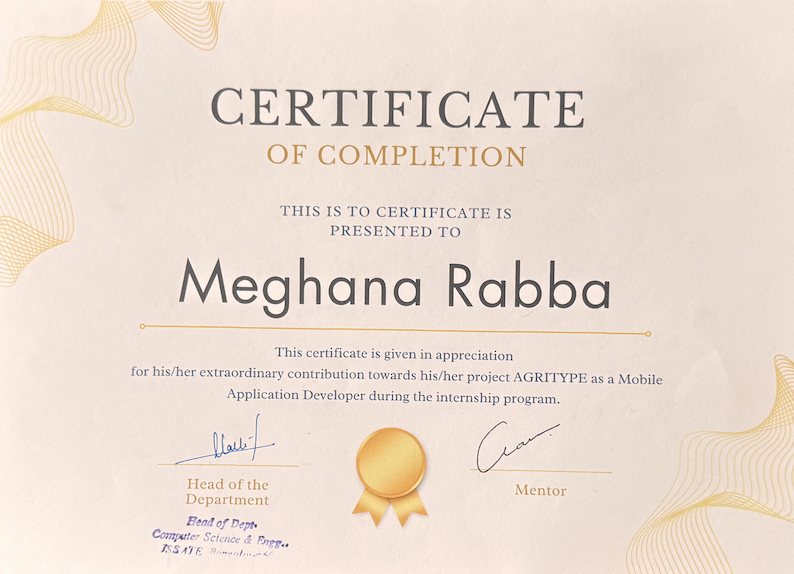 CERTIFICATE
OF COMPLETION
THIS IS TO CERTIFICATE IS
PRESENTED TO
Meghana Rabba
This certificate is given in appreciation
for his/her extraordinary contribution towards his/her project AGRITYPE as a Mobile
Application Developer during the internship program.
Head of the
Department
Mentor
Head of Dept.
Computer Science & Engg.,
ISSATE